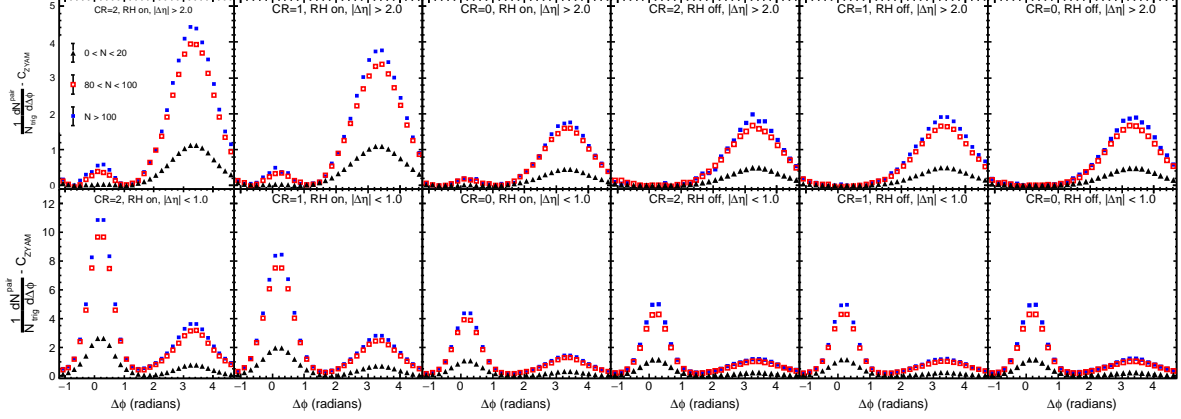 CR=2, RH on, |Δη| > 2.0
CR=1, RH on, |Δη| > 2.0
CR=0, RH on, |Δη| > 2.0
CR=2, RH off, |Δη| > 2.0
CR=1, RH off, |Δη| > 2.0
CR=0, RH off, |Δη| > 2.0
5
4
3
2
1
0
0 < N < 20
80 < N < 100
N > 100
1 dN^pair
N_trig dΔφ - C_ZYAM
CR=2, RH on, |Δη| < 1.0
CR=1, RH on, |Δη| < 1.0
CR=0, RH on, |Δη| < 1.0
CR=2, RH off, |Δη| < 1.0
CR=1, RH off, |Δη| < 1.0
CR=0, RH off, |Δη| < 1.0
12
10
8
6
4
2
0
1 dN^pair
N_trig dΔφ - C_ZYAM
−1 0 1 2 3 4
−1 0 1 2 3 4
−1 0 1 2 3 4
−1 0 1 2 3 4
−1 0 1 2 3 4
−1 0 1 2 3 4
Δφ (radians)
Δφ (radians)
Δφ (radians)
Δφ (radians)
Δφ (radians)
Δφ (radians)